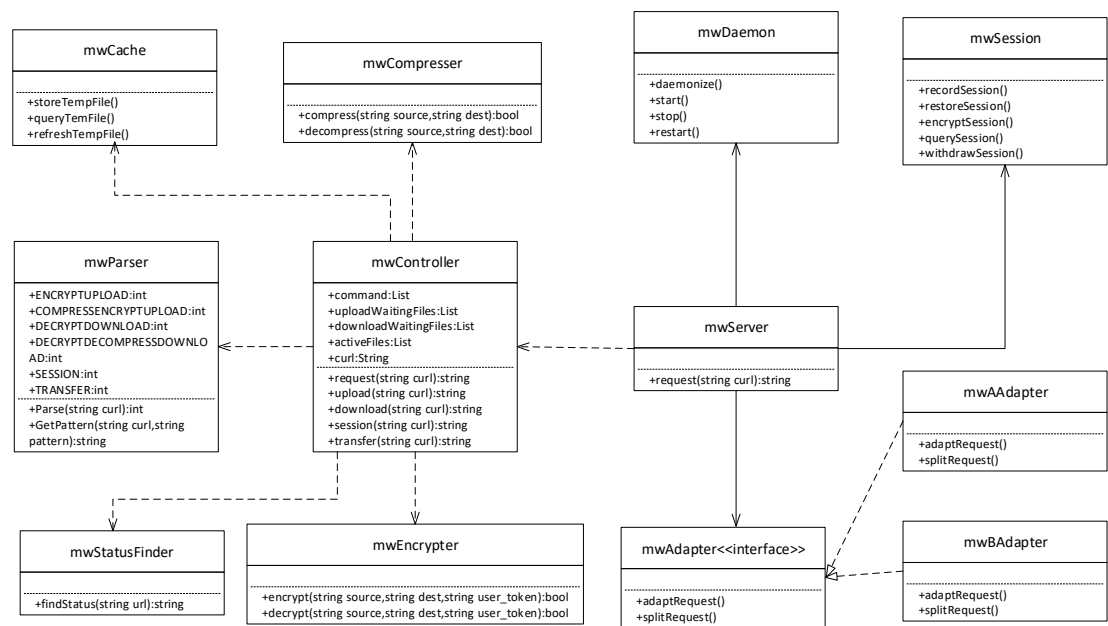 mwCache
+storeTempFile()
+queryTemFile()
+refreshTempFile()
mwCompresser
+compress(string source,string dest):bool
+decompress(string source,string dest):bool
mwDaemon
+daemonize()
+start()
+stop()
+restart()
mwSession
+recordSession()
+restoreSession()
+encryptSession()
+querySession()
+withdrawSession()
mwParser
+ENCRYPTUPLOAD:int
+COMPRESSENCRYPTUPLOAD:int
+DECRYPTDOWNLOAD:int
+DECRYPTDECOMPRESSDOWNLO
AD:int
+SESSION:int
+TRANSFER:int
+Parse(string curl):int
+GetPattern(string curl,string
pattern):string
mwController
+command:List
+uploadWaitingFiles:List
+downloadWaitingFiles:List
+activeFiles:List
+curl:String
+request(string curl):string
+upload(string curl):string
+download(string curl):string
+session(string curl):string
+transfer(string curl):string
mwServer
+request(string curl):string
mwAAdapter
+adaptRequest()
+splitRequest()
mwStatusFinder
+findStatus(string url):string
mwEncrypter
+encrypt(string source,string dest,string user_token):bool
+decrypt(string source,string dest,string user_token):bool
mwAdapter<<interface>>
+adaptRequest()
+splitRequest()
mwBAdapter
+adaptRequest()
+splitRequest()